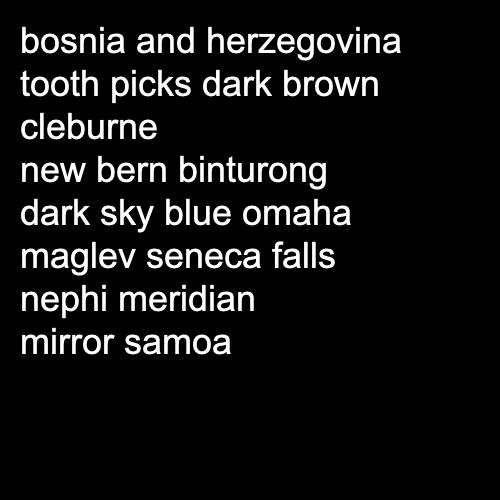 bosnia and herzegovina
tooth picks dark brown
cleburne
new bern binturong
dark sky blue omaha
maglev seneca falls
nephi meridian
mirror samoa